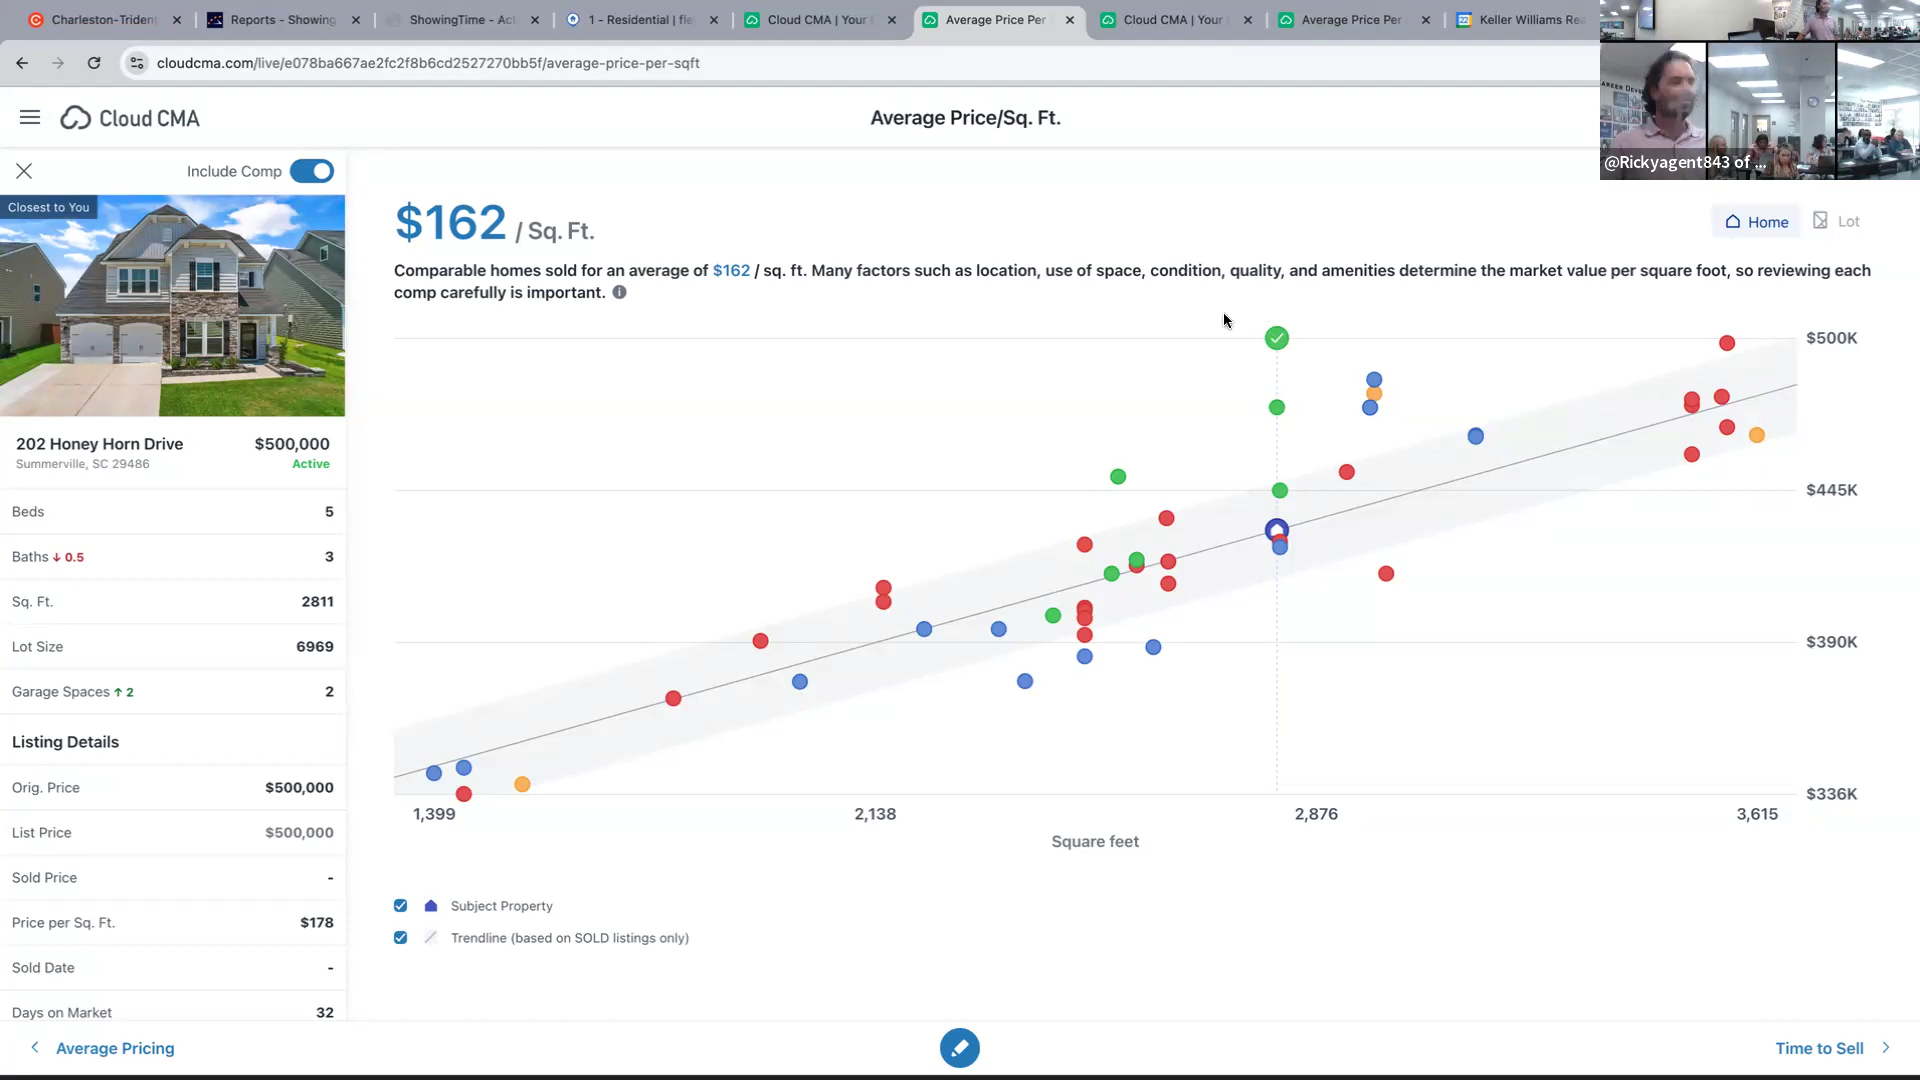 Charleston-Trident
Reports - Showing
ShowingTime - Act
1 - Residential | fle
Cloud CMA | Your
Average Price Per
Cloud CMA | Your
Average Price Per
Keller Williams Rea
cloudcma.com/live/e078ba667ae2fc2f8b6cd2527270bb5f/average-price-per-sqft
Cloud CMA
Average Price/Sq. Ft.
@Rickyagent843 of ...
Include Comp
Closest to You
202 Honey Horn Drive $500,000
Summerville, SC 29486 Active
Beds 5
Baths ↓ 0.5 3
Sq. Ft. 2811
Lot Size 6969
Garage Spaces ↑ 2 2
Listing Details
Orig. Price $500,000
List Price $500,000
Sold Price -
Price per Sq. Ft. $178
Sold Date -
Days on Market 32
$162 / Sq. Ft.
Home Lot
Comparable homes sold for an average of $162 / sq. ft. Many factors such as location, use of space, condition, quality, and amenities determine the market value per square foot, so reviewing each
comp carefully is important.
$500K
$445K
$390K
$336K
1,399 2,138 2,876 3,615
Square feet
Subject Property
Trendline (based on SOLD listings only)
Average Pricing
Time to Sell